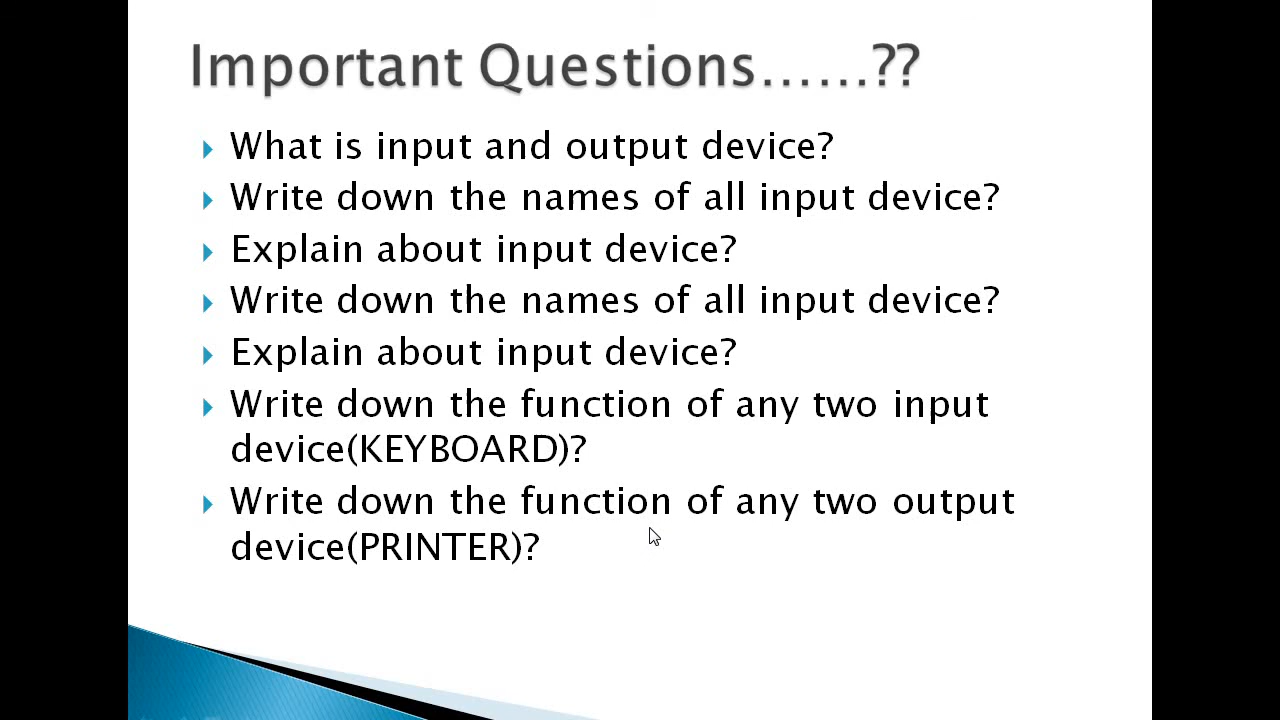 Important Questions......??
What is input and output device?
Write down the names of all input device?
Explain about input device?
Write down the names of all input device?
Explain about input device?
Write down the function of any two input
device(KEYBOARD)?
Write down the function of any two output
device(PRINTER)?